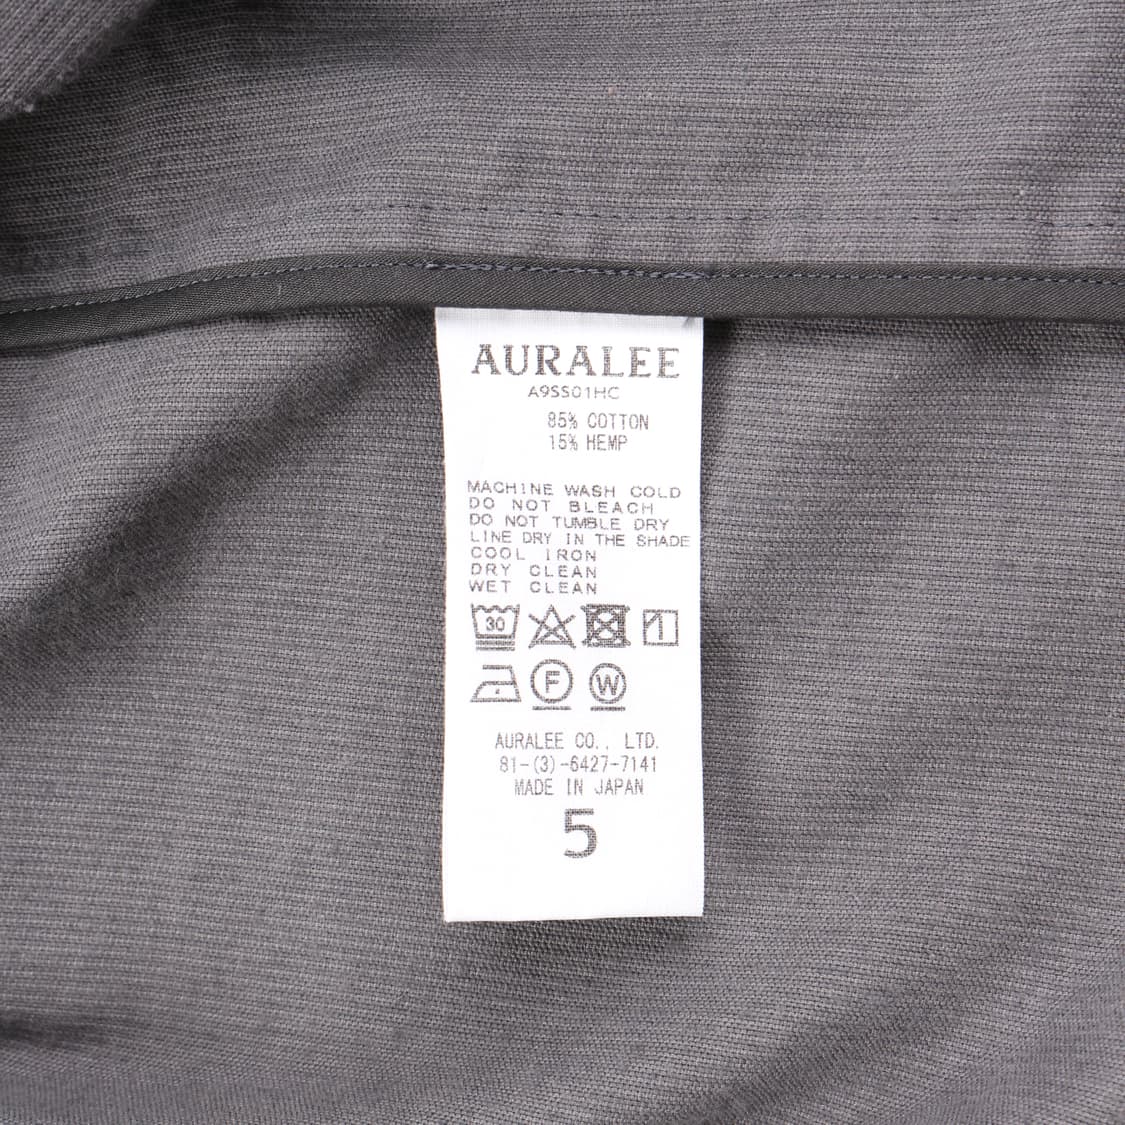 AURALEE
A9SS01HC
85% COTTON
15% HEMP
MACHINE WASH COLD
DO NOT BLEACH
DO NOT TUMBLE DRY
LINE DRY IN THE SHADE
COOL IRON
DRY CLEAN
WET CLEAN
30
F W
AURALEE CO., LTD.
81-(3)-6427-7141
MADE IN JAPAN
5